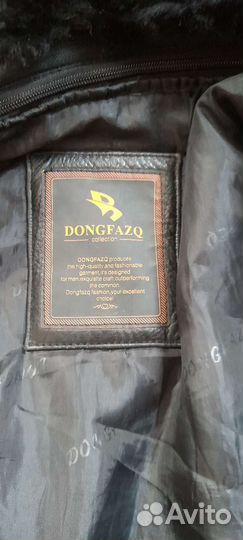 DONGFAZQ
collection
DONGFAZQ produces
the high-quality and fashionable
garment, it's designed
for men, exquisite craft, outperforming
the common.
Dongfazq fashion, your excellent
choice!
Avito